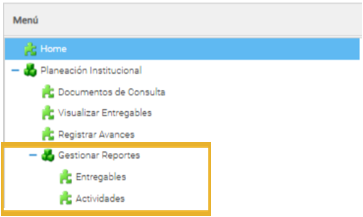 Menú
Home
Planeación Institucional
Documentos de Consulta
Visualizar Entregables
Registrar Avances
Gestionar Reportes
Entregables
Actividades